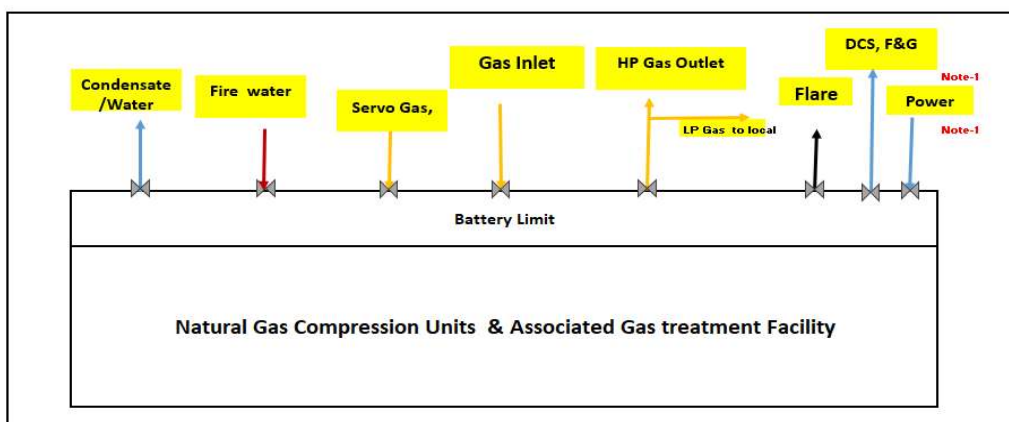 Condensate
/Water
Fire water
Servo Gas,
Gas Inlet
HP Gas Outlet
LP Gas to local
Flare
DCS, F&G
Note-1
Power
Note-1
Battery Limit
Natural Gas Compression Units & Associated Gas treatment Facility